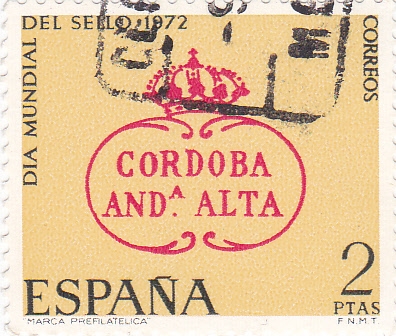 DIA MUNDIAL DEL SELLO 1972
CORREOS
CORDOBA
AND.ᴬ ALTA
ESPAÑA
2
PTAS
"MARCA PREFILATELICA"
F.N.M.T.